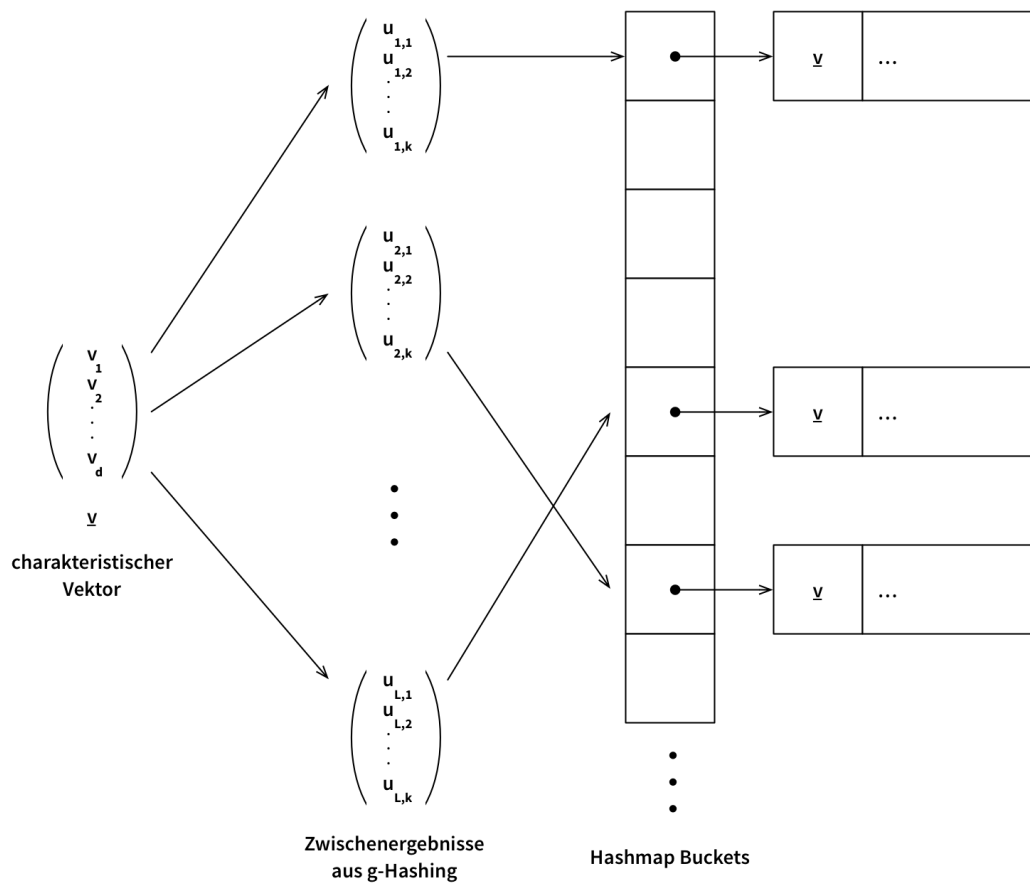 u1,1
u1,2
.
.
.
u1,k
u2,1
u2,2
.
.
.
u2,k
v1
v2
.
.
.
vd
v
charakteristischer
Vektor
uL,1
uL,2
.
.
.
uL,k
Zwischenergebnisse
aus g-Hashing
Hashmap Buckets
v ...
v ...
v ...